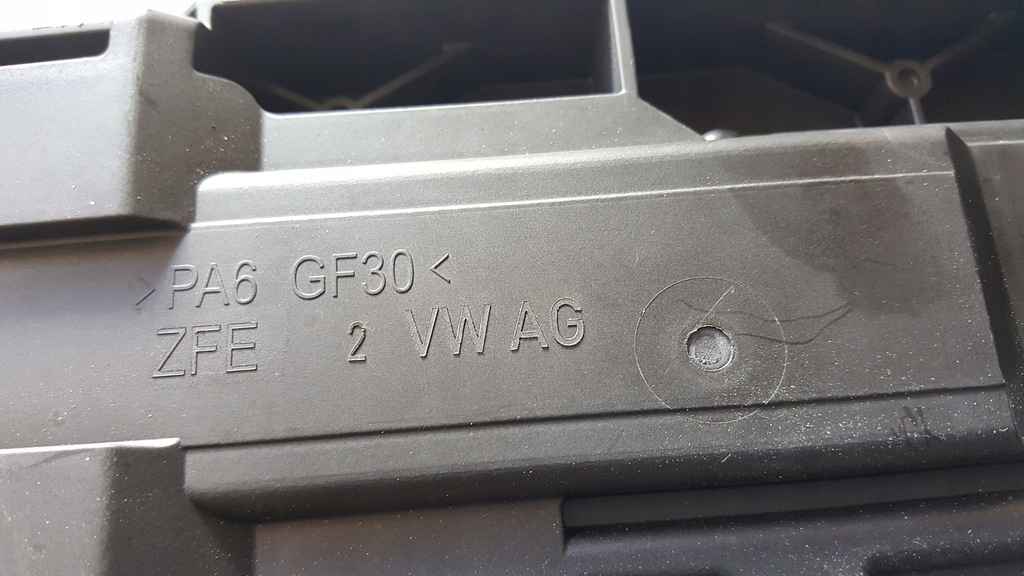 >PA6 GF30<
ZFE 2 VW AG